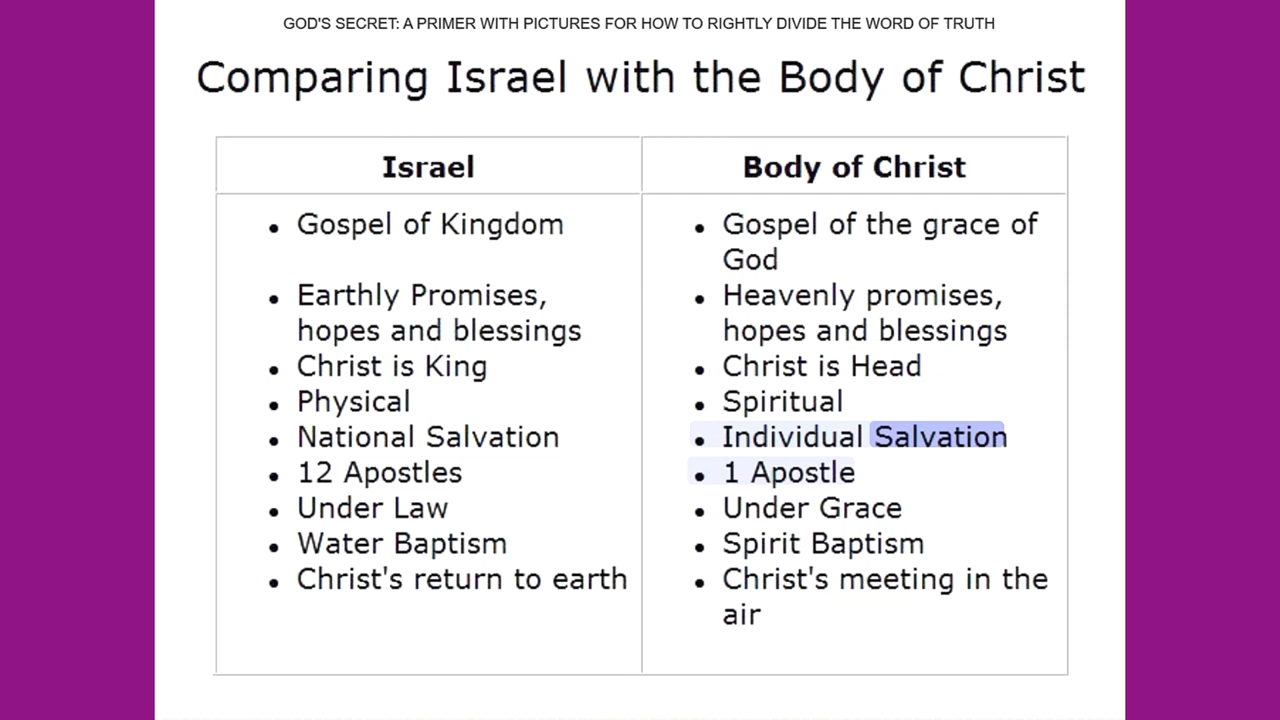 GOD'S SECRET: A PRIMER WITH PICTURES FOR HOW TO RIGHTLY DIVIDE THE WORD OF TRUTH
Comparing Israel with the Body of Christ
Israel
• Gospel of Kingdom
• Earthly Promises,
hopes and blessings
• Christ is King
• Physical
• National Salvation
• 12 Apostles
• Under Law
• Water Baptism
• Christ's return to earth
Body of Christ
• Gospel of the grace of
God
• Heavenly promises,
hopes and blessings
• Christ is Head
• Spiritual
• Individual Salvation
• 1 Apostle
• Under Grace
• Spirit Baptism
• Christ's meeting in the
air